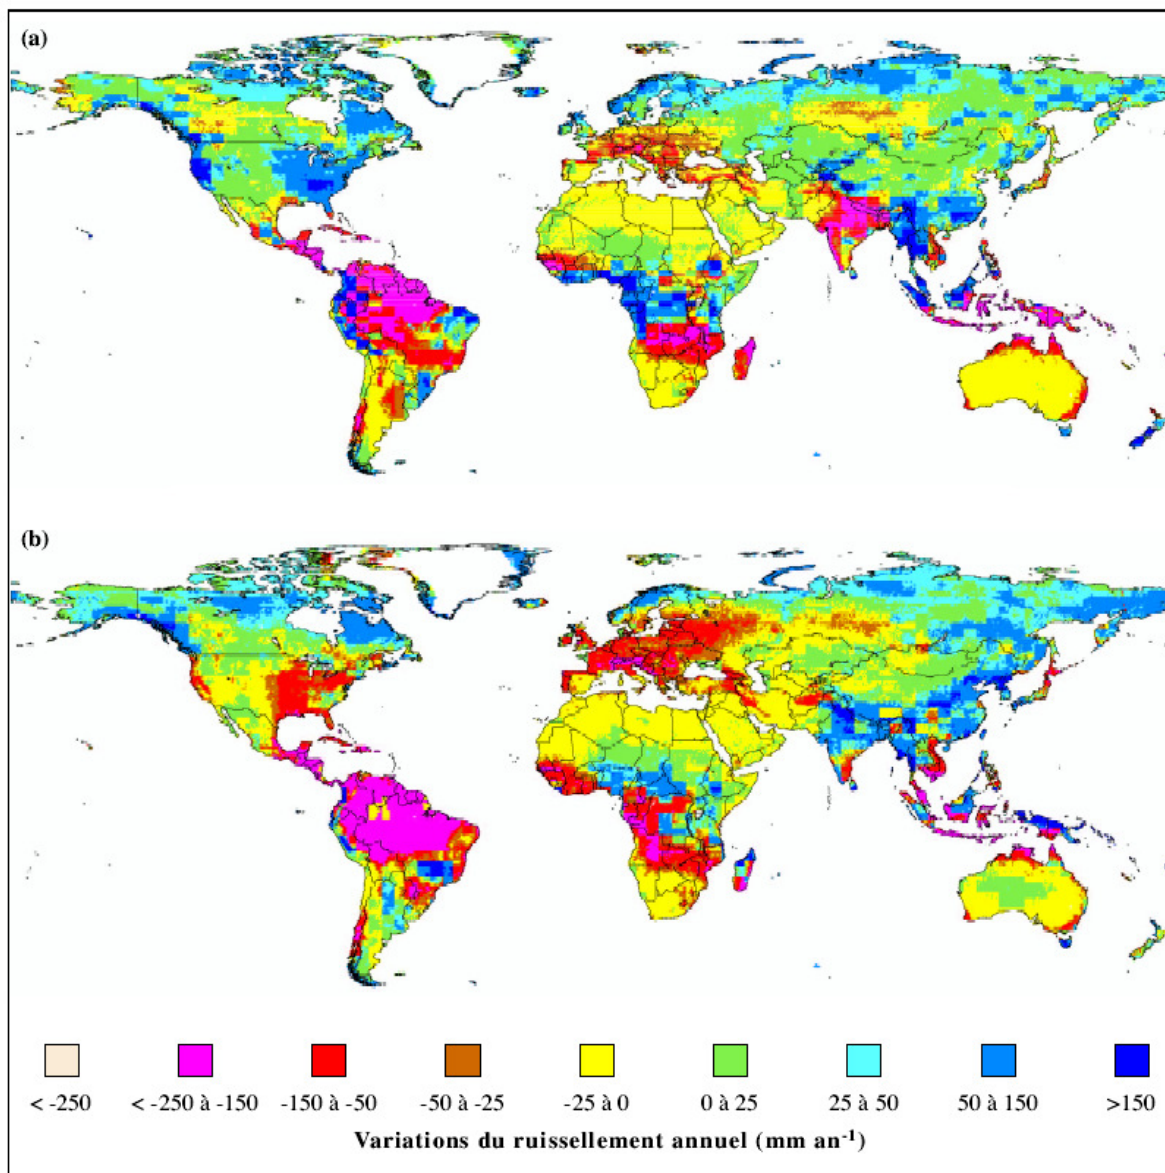 (a)
(b)
< -250 < -250 à -150 -150 à -50 -50 à -25 -25 à 0 0 à 25 25 à 50 50 à 150 >150
Variations du ruissellement annuel (mm an⁻¹)